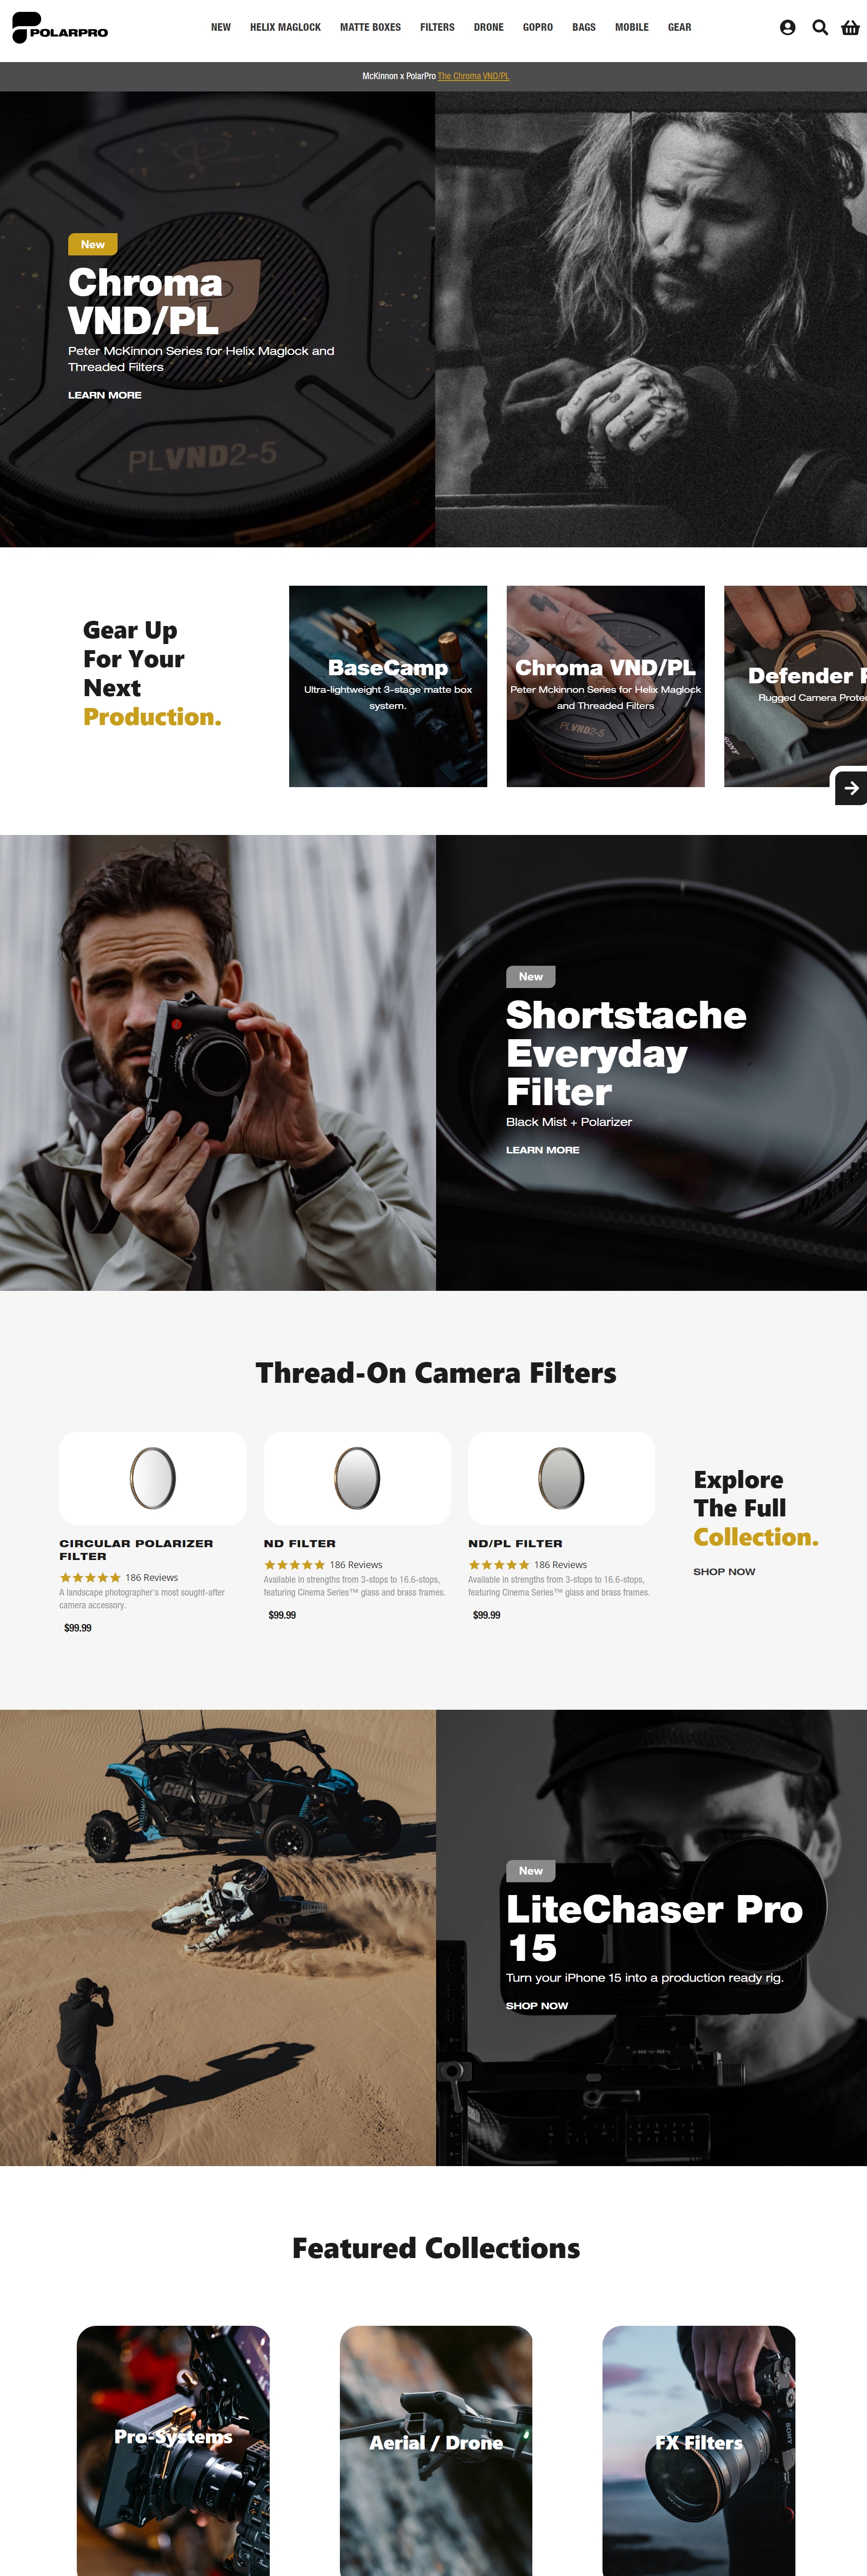 POLARPRO
NEW HELIX MAGLOCK MATTE BOXES FILTERS DRONE GOPRO BAGS MOBILE GEAR
McKinnon x PolarPro The Chroma VND/PL
New
Chroma
VND/PL
Peter McKinnon Series for Helix Maglock and
Threaded Filters
LEARN MORE
PLVND2-5
Gear Up
For Your
Next
Production.
BaseCamp
Ultra-lightweight 3-stage matte box
system.
Chroma VND/PL
Peter Mckinnon Series for Helix Maglock
and Threaded Filters
PLVND2-5
Defender
Rugged Camera
SONY
New
Shortstache
Everyday
Filter
Black Mist + Polarizer
LEARN MORE
Thread-On Camera Filters
CIRCULAR POLARIZER
FILTER
186 Reviews
A landscape photographer's most sought-after
camera accessory.
$99.99
ND FILTER
186 Reviews
Available in strengths from 3-stops to 16.6-stops,
featuring Cinema Series™ glass and brass frames.
$99.99
ND/PL FILTER
186 Reviews
Available in strengths from 3-stops to 16.6-stops,
featuring Cinema Series™ glass and brass frames.
$99.99
Explore
The Full
Collection.
SHOP NOW
can-am
New
LiteChaser Pro
15
Turn your iPhone 15 into a production ready rig.
SHOP NOW
Featured Collections
Pro-Systems
Aerial / Drone
FX Filters
SONY